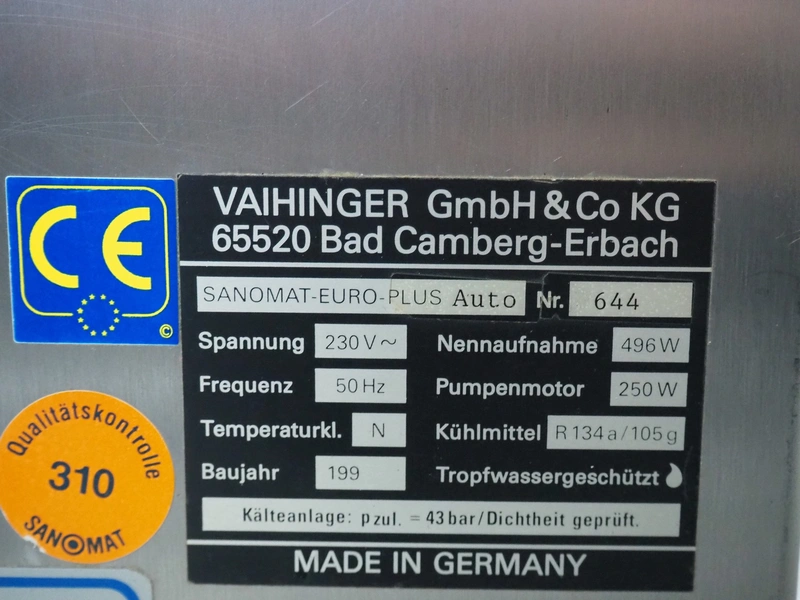 CE
©
VAIHINGER GmbH & Co KG
65520 Bad Camberg-Erbach
SANOMAT-EURO-PLUS Auto Nr. 644
Spannung 230 V ~ Nennaufnahme 496 W
Frequenz 50 Hz Pumpenmotor 250 W
Temperaturkl. N Kühlmittel R 134 a / 105 g
Baujahr 199 Tropfwassergeschützt
Kälteanlage: p zul. = 43 bar / Dichtheit geprüft.
MADE IN GERMANY
Qualitätskontrolle
310
SANOMAT